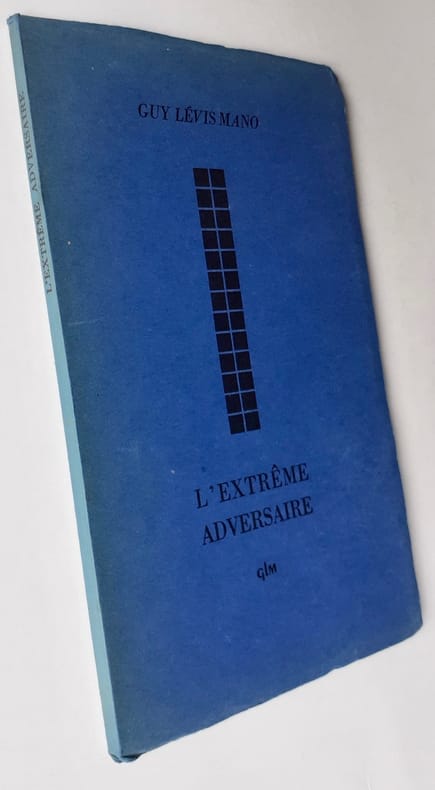 GUY LÉVIS MANO
L'EXTRÊME
ADVERSAIRE
glm
L'EXTRÊME ADVERSAIRE